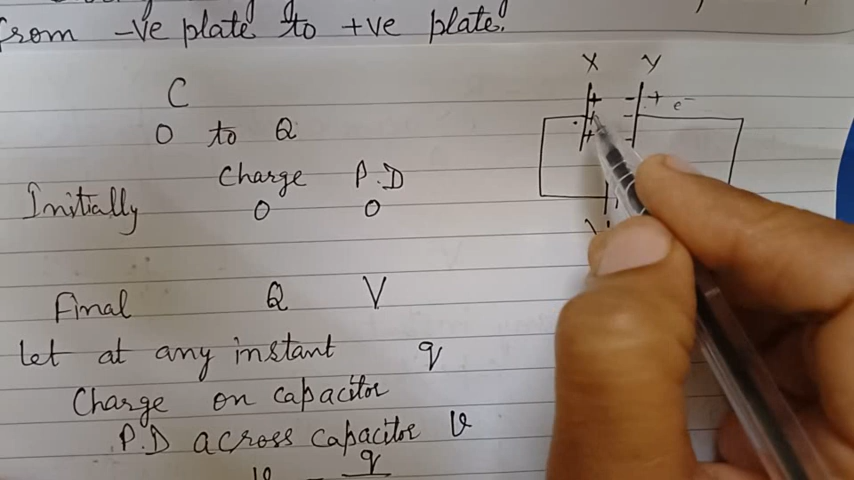 from -ve plate to +ve plate.
X Y
C
+ - + e-
0 to Q
+ -
+ -
Charge P.D
Initially 0 0
Final Q V
let at any instant q
Charge on capacitor
P.D across capacitor v
v = q